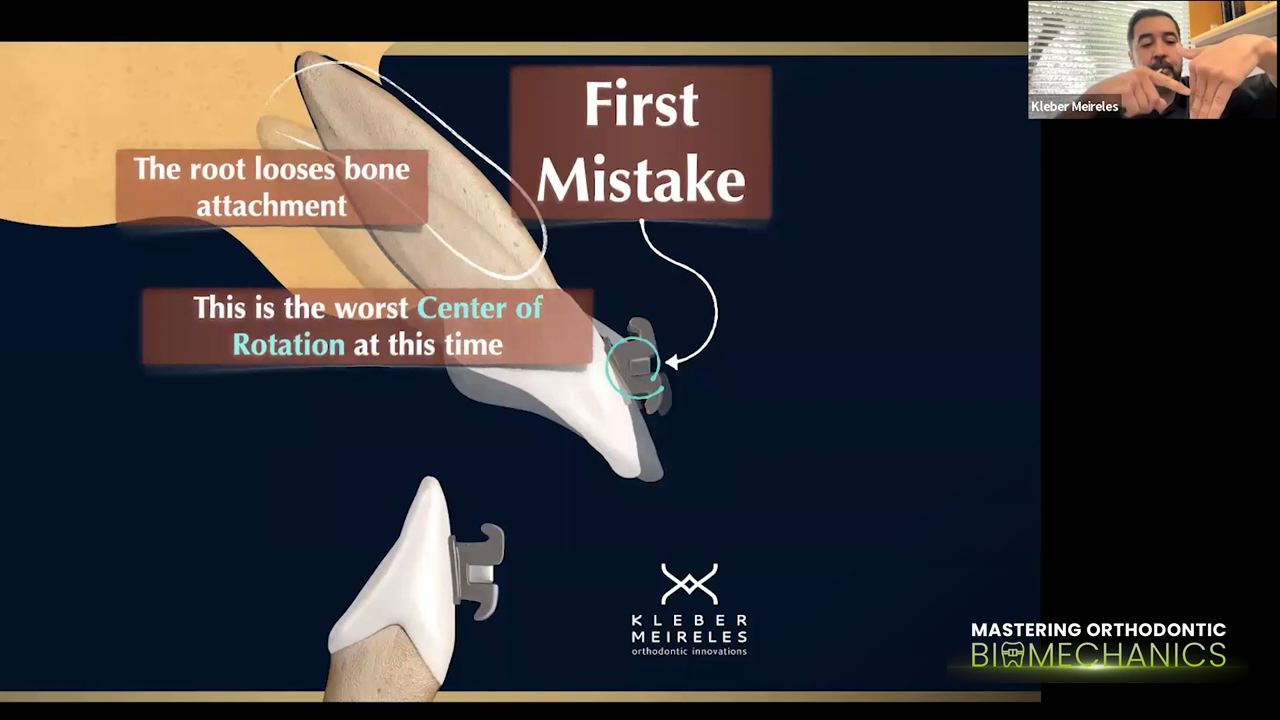 Kleber Meireles
First
Mistake
The root looses bone
attachment
This is the worst Center of
Rotation at this time
KLEBER
MEIRELES
orthodontic innovations
MASTERING ORTHODONTIC
BIOMECHANICS